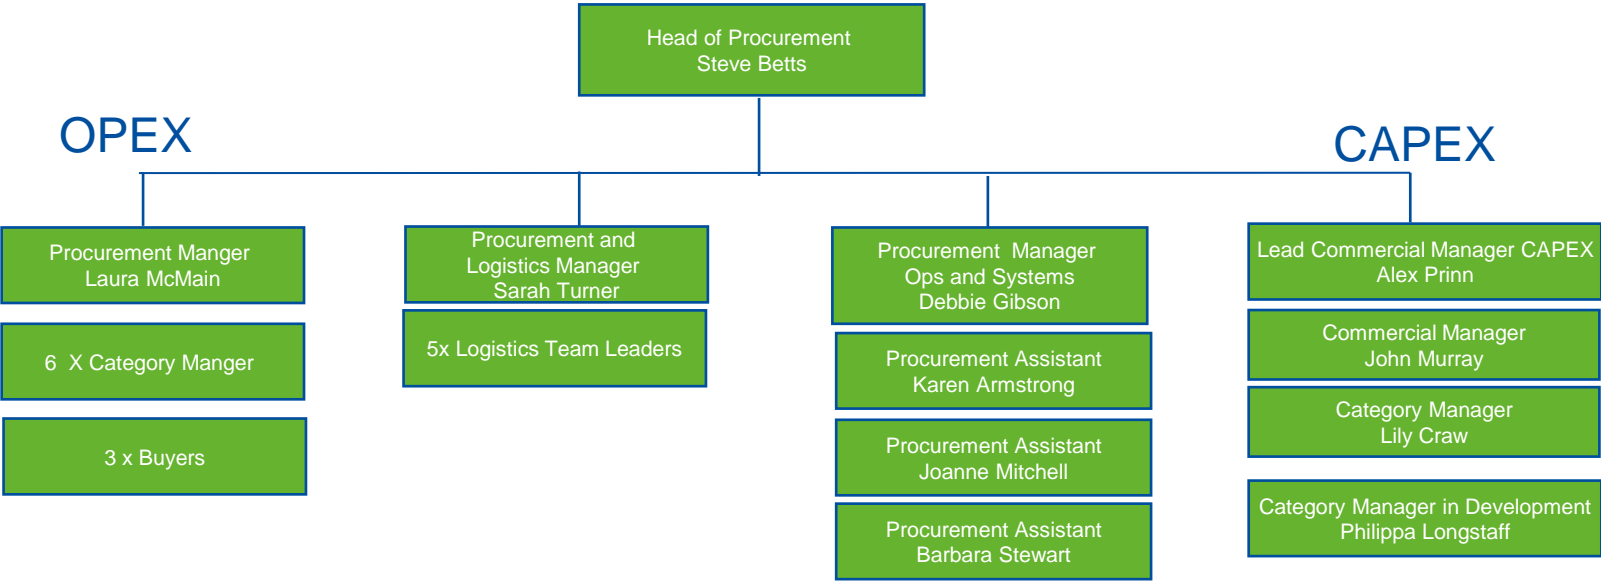 Head of Procurement
Steve Betts
OPEX
CAPEX
Procurement Manger
Laura McMain
6 X Category Manger
3 x Buyers
Procurement and
Logistics Manager
Sarah Turner
5x Logistics Team Leaders
Procurement Manager
Ops and Systems
Debbie Gibson
Procurement Assistant
Karen Armstrong
Procurement Assistant
Joanne Mitchell
Procurement Assistant
Barbara Stewart
Lead Commercial Manager CAPEX
Alex Prinn
Commercial Manager
John Murray
Category Manager
Lily Craw
Category Manager in Development
Philippa Longstaff